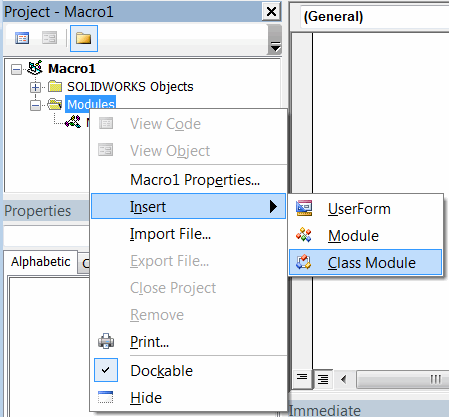 Project - Macro1
(General)
Macro1
SOLIDWORKS Objects
Modules
View Code
View Object
Macro1 Properties...
Insert
UserForm
Properties
Import File...
Module
Alphabetic
Export File...
Class Module
Close Project
Remove
Print...
Dockable
Hide
Immediate